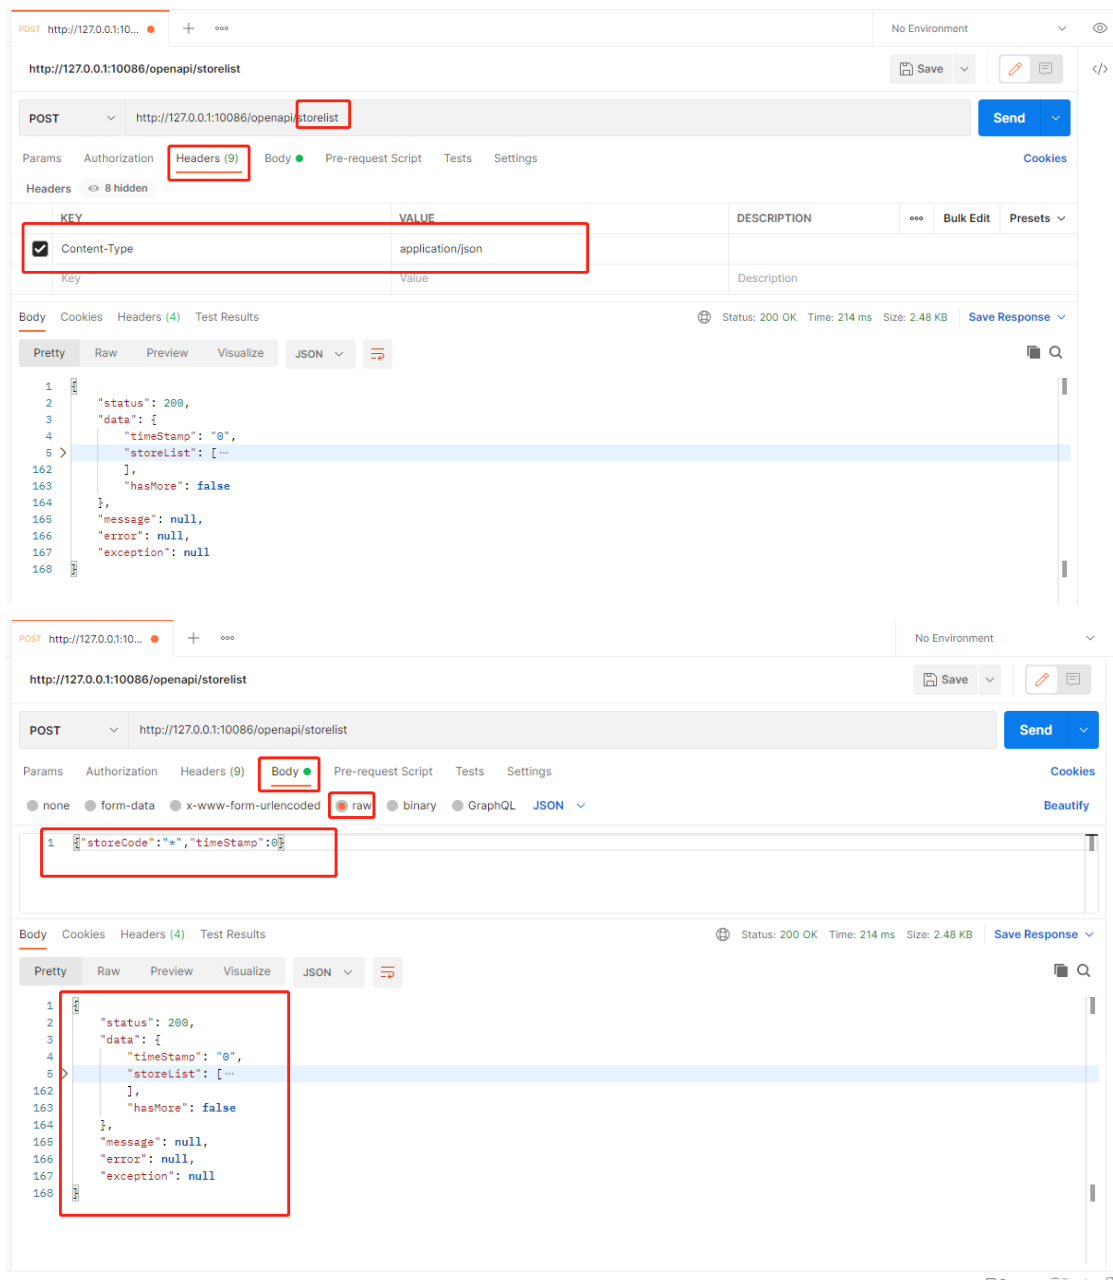 POST http://127.0.0.1:10... No Environment
http://127.0.0.1:10086/openapi/storelist Save
POST http://127.0.0.1:10086/openapi/storelist Send
Params Authorization Headers (9) Body Pre-request Script Tests Settings Cookies
Headers 8 hidden
KEY VALUE DESCRIPTION Bulk Edit Presets
Content-Type application/json
Key Value Description
Body Cookies Headers (4) Test Results Status: 200 OK Time: 214 ms Size: 2.48 KB Save Response
Pretty Raw Preview Visualize JSON
1 {
2 "status": 200,
3 "data": {
4 "timeStamp": "0",
5 "storeList": [...
162 ],
163 "hasMore": false
164 },
165 "message": null,
166 "error": null,
167 "exception": null
168 }
POST http://127.0.0.1:10... No Environment
http://127.0.0.1:10086/openapi/storelist Save
POST http://127.0.0.1:10086/openapi/storelist Send
Params Authorization Headers (9) Body Pre-request Script Tests Settings Cookies
none form-data x-www-form-urlencoded raw binary GraphQL JSON Beautify
1 {"storeCode":"*","timeStamp":0}
Body Cookies Headers (4) Test Results Status: 200 OK Time: 214 ms Size: 2.48 KB Save Response
Pretty Raw Preview Visualize JSON
1 {
2 "status": 200,
3 "data": {
4 "timeStamp": "0",
5 "storeList": [...
162 ],
163 "hasMore": false
164 },
165 "message": null,
166 "error": null,
167 "exception": null
168 }